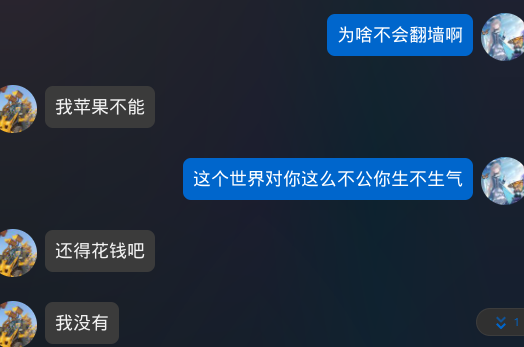 为啥不会翻墙啊
我苹果不能
这个世界对你这么不公你生不生气
还得花钱吧
我没有
1